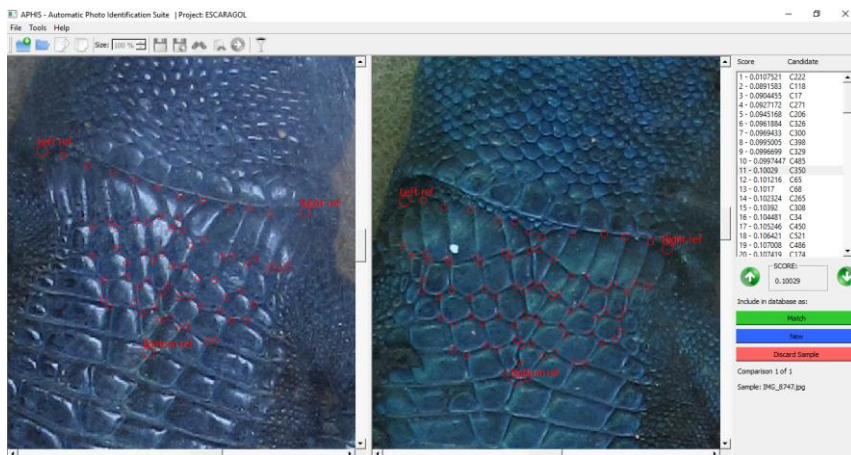 APHIS - Automatic Photo Identification Suite | Project: ESCARAGOL
File Tools Help
Size: 100 %
Left ref
Right ref
Bottom ref
Left ref
Right ref
Bottom ref
Score Candidate
1 - 0.0107521 C222
2 - 0.0891583 C118
3 - 0.0904455 C17
4 - 0.0927172 C271
5 - 0.0945168 C206
6 - 0.0961884 C326
7 - 0.0969433 C300
8 - 0.0995005 C398
9 - 0.0996699 C329
10 - 0.0997447 C485
11 - 0.10029 C350
12 - 0.101216 C65
13 - 0.1017 C68
14 - 0.102324 C265
15 - 0.10392 C308
16 - 0.104481 C34
17 - 0.105246 C450
18 - 0.106421 C521
19 - 0.107008 C486
20 - 0.107419 C174
SCORE:
0.10029
Include in database as:
Match
New
Discard Sample
Comparison 1 of 1
Sample: IMG_8747.jpg